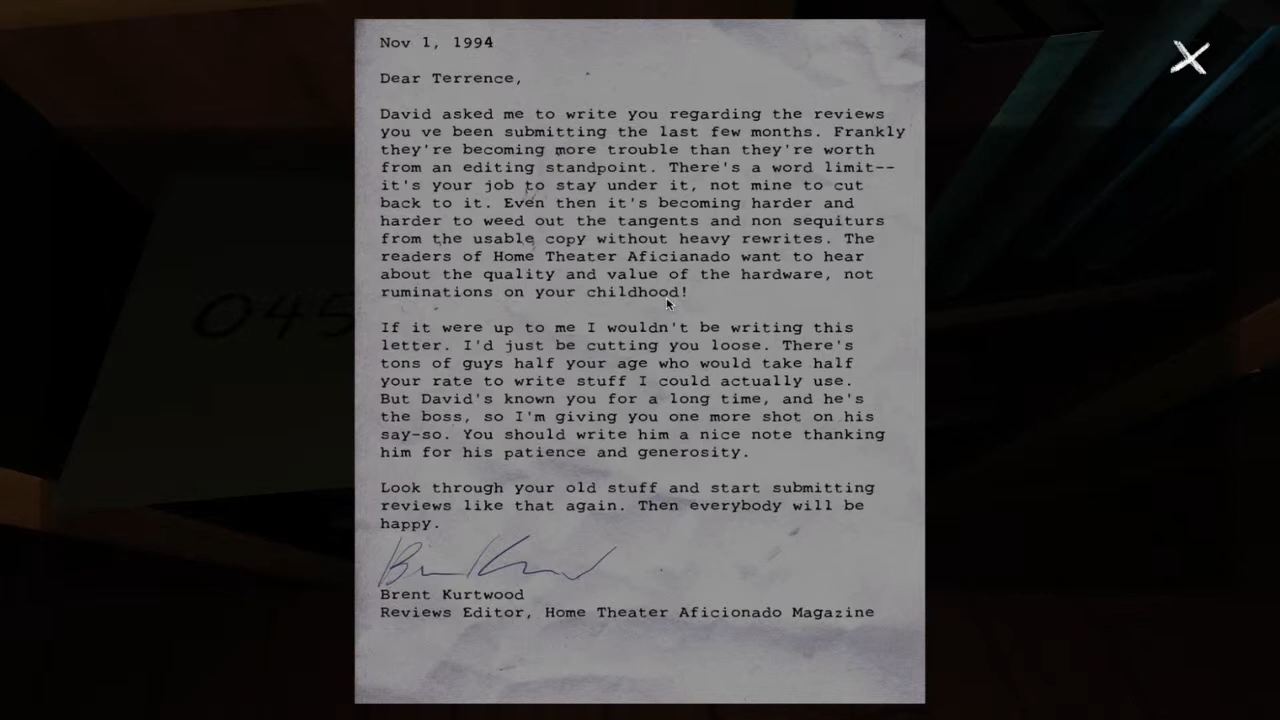 Nov 1, 1994
Dear Terrence,
David asked me to write you regarding the reviews
you ve been submitting the last few months. Frankly
they're becoming more trouble than they're worth
from an editing standpoint. There's a word limit--
it's your job to stay under it, not mine to cut
back to it. Even then it's becoming harder and
harder to weed out the tangents and non sequiturs
from the usable copy without heavy rewrites. The
readers of Home Theater Aficianado want to hear
about the quality and value of the hardware, not
ruminations on your childhood!
If it were up to me I wouldn't be writing this
letter. I'd just be cutting you loose. There's
tons of guys half your age who would take half
your rate to write stuff I could actually use.
But David's known you for a long time, and he's
the boss, so I'm giving you one more shot on his
say-so. You should write him a nice note thanking
him for his patience and generosity.
Look through your old stuff and start submitting
reviews like that again. Then everybody will be
happy.
Brent Kurtwood
Reviews Editor, Home Theater Aficionado Magazine
045